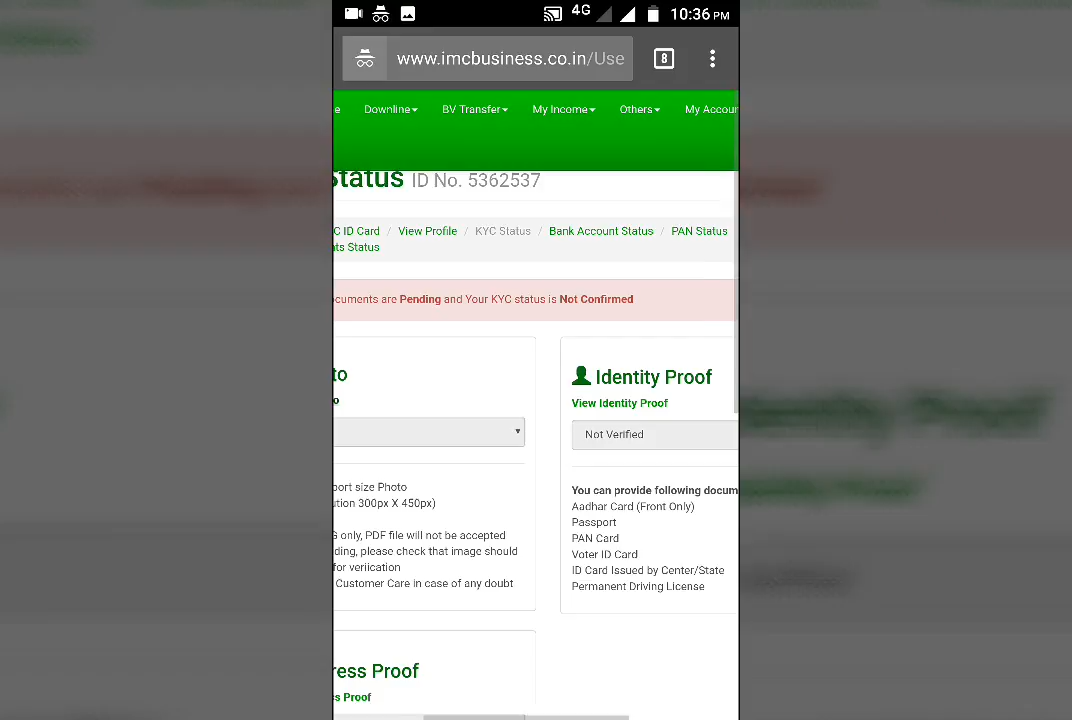 4G 10:36 PM
www.imcbusiness.co.in/Use 8
e Downline BV Transfer My Income Others My Accour
Status ID No. 5362537
C ID Card / View Profile / KYC Status / Bank Account Status / PAN Status
nts Status
ocuments are Pending and Your KYC status is Not Confirmed
to
o
port size Photo
ution 300px X 450px)
G only, PDF file will not be accepted
ding, please check that image should
for veriication
Customer Care in case of any doubt
Identity Proof
View Identity Proof
Not Verified
You can provide following docum
Aadhar Card (Front Only)
Passport
PAN Card
Voter ID Card
ID Card Issued by Center/State
Permanent Driving License
ress Proof
s Proof